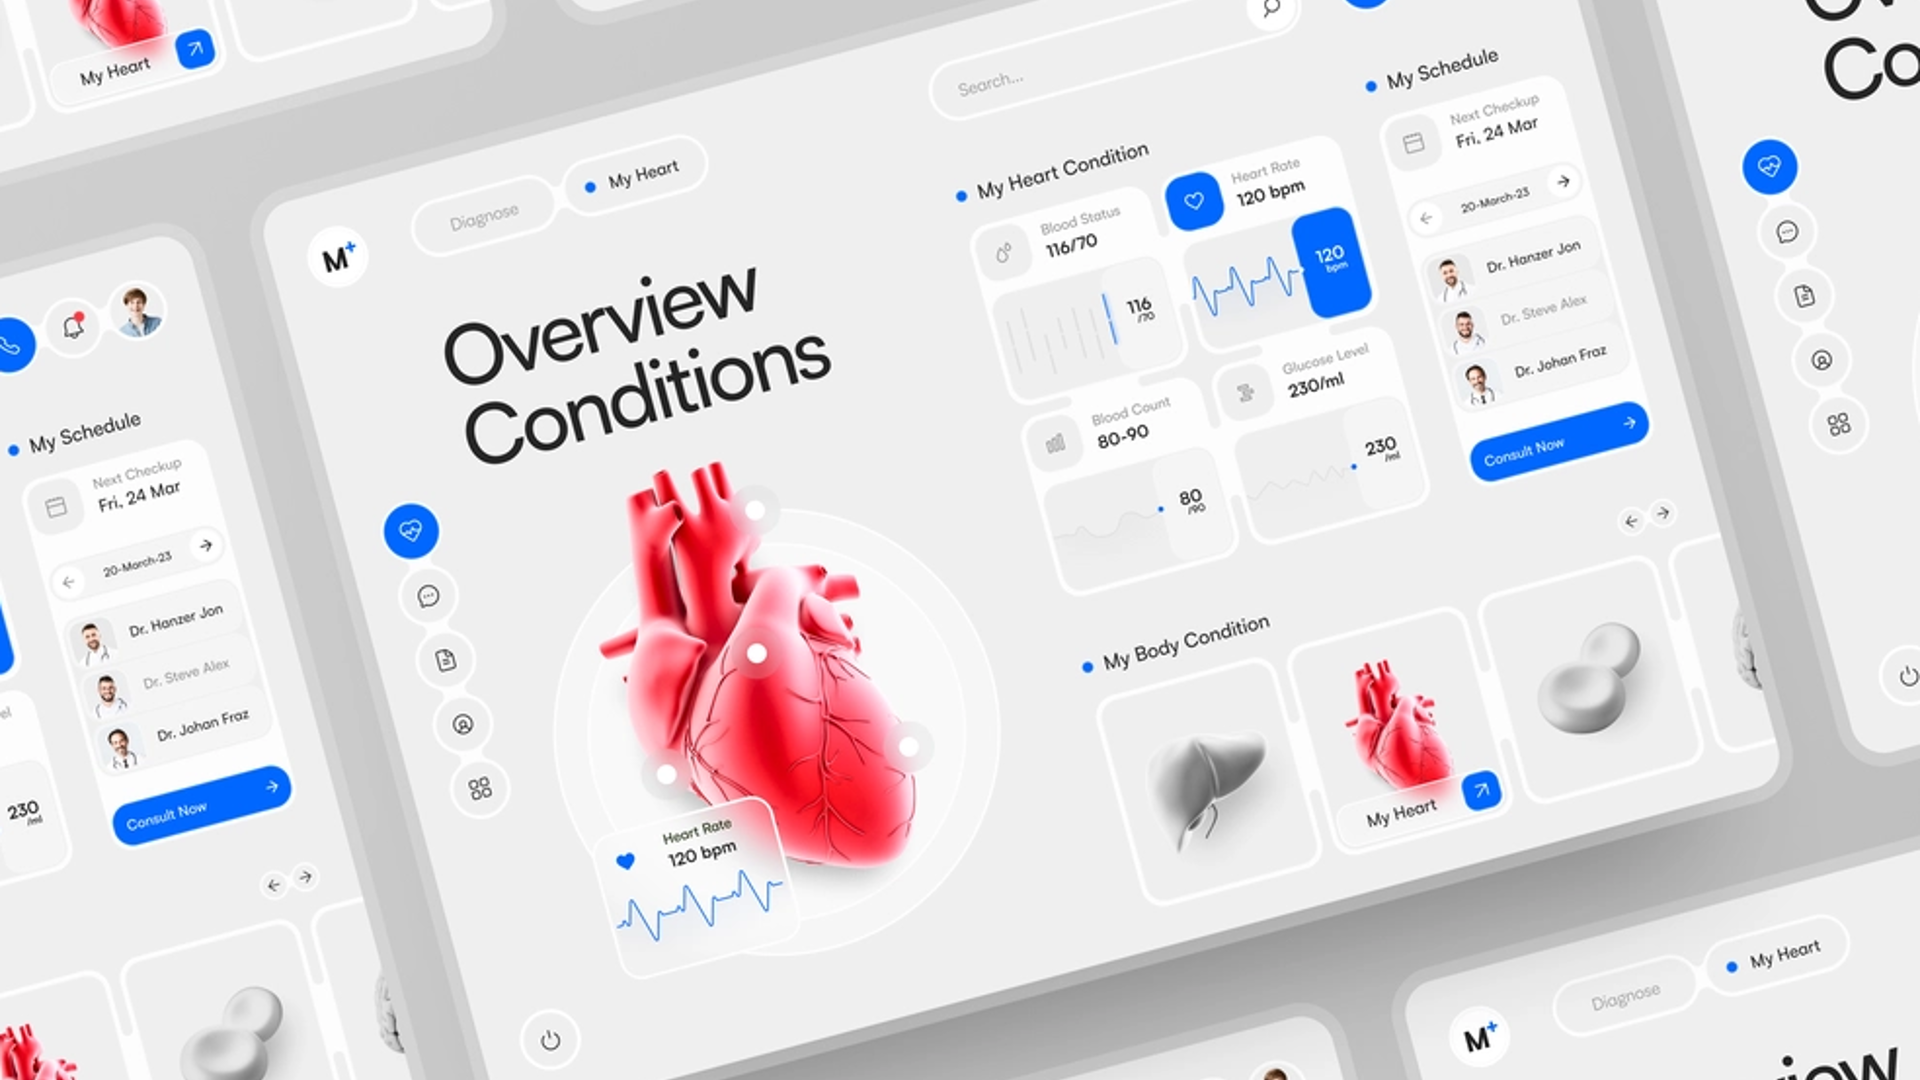 My Heart
My Schedule
Next Checkup
Fri, 24 Mar
20-March-23
Dr. Hanzer Jon
Dr. Steve Alex
Dr. Johan Fraz
Consult Now
230
/ml
M+
Diagnose
My Heart
Overview
Conditions
Heart Rate
120 bpm
Search...
My Heart Condition
Blood Status
116/70
116
/70
Heart Rate
120 bpm
120
bpm
Blood Count
80-90
80
/90
Glucose Level
230/ml
230
/ml
My Schedule
Next Checkup
Fri, 24 Mar
20-March-23
Dr. Hanzer Jon
Dr. Steve Alex
Dr. Johan Fraz
Consult Now
My Body Condition
My Heart
M+
Diagnose
My Heart